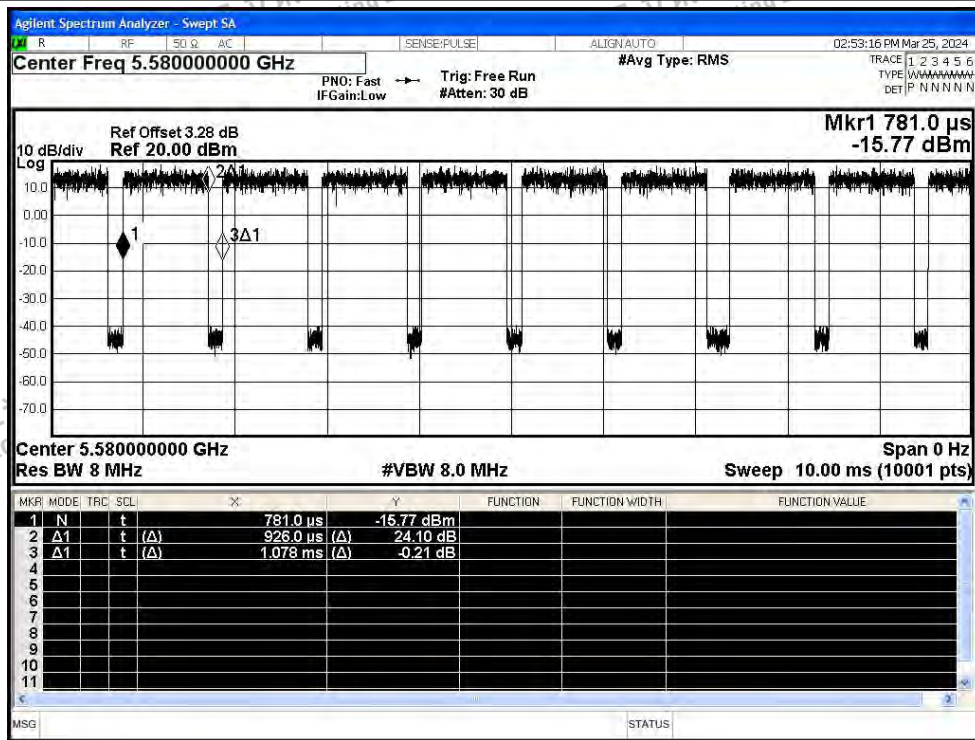 Agilent Spectrum Analyzer - Swept SA
R RF 50 Ω AC SENSE:PULSE ALIGNAUTO 02:53:16 PM Mar 25, 2024
Center Freq 5.580000000 GHz #Avg Type: RMS TRACE 1 2 3 4 5 6
PNO: Fast Trig: Free Run TYPE WWWWWW
IFGain:Low #Atten: 30 dB DET P N N N N N
Mkr1 781.0 µs
Ref Offset 3.28 dB
10 dB/div Ref 20.00 dBm -15.77 dBm
Log
2Δ1
10.0
0.00
1 3Δ1
-10.0
-20.0
-30.0
-40.0
-50.0
-60.0
-70.0
Center 5.580000000 GHz Span 0 Hz
Res BW 8 MHz #VBW 8.0 MHz Sweep 10.00 ms (10001 pts)
MKR MODE TRC SCL X Y FUNCTION FUNCTION WIDTH FUNCTION VALUE
1 N t 781.0 µs -15.77 dBm
2 Δ1 t (Δ) 926.0 µs (Δ) 24.10 dB
3 Δ1 t (Δ) 1.078 ms (Δ) -0.21 dB
4
5
6
7
8
9
10
11
MSG STATUS